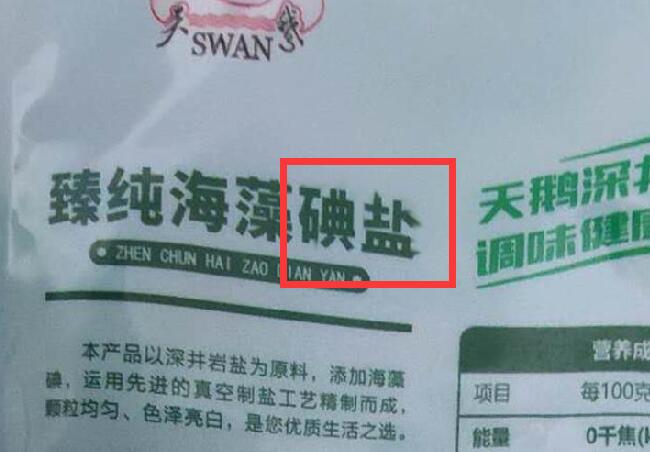 天鹅
SWAN
臻纯海藻碘盐
ZHEN CHUN HAI ZAO DIAN YAN
本产品以深井岩盐为原料，添加海藻
碘，运用先进的真空制盐工艺精制而成，
颗粒均匀、色泽亮白，是您优质生活之选。
天鹅深井
调味健康
营养成
项目 每100克
能量 0千焦(k